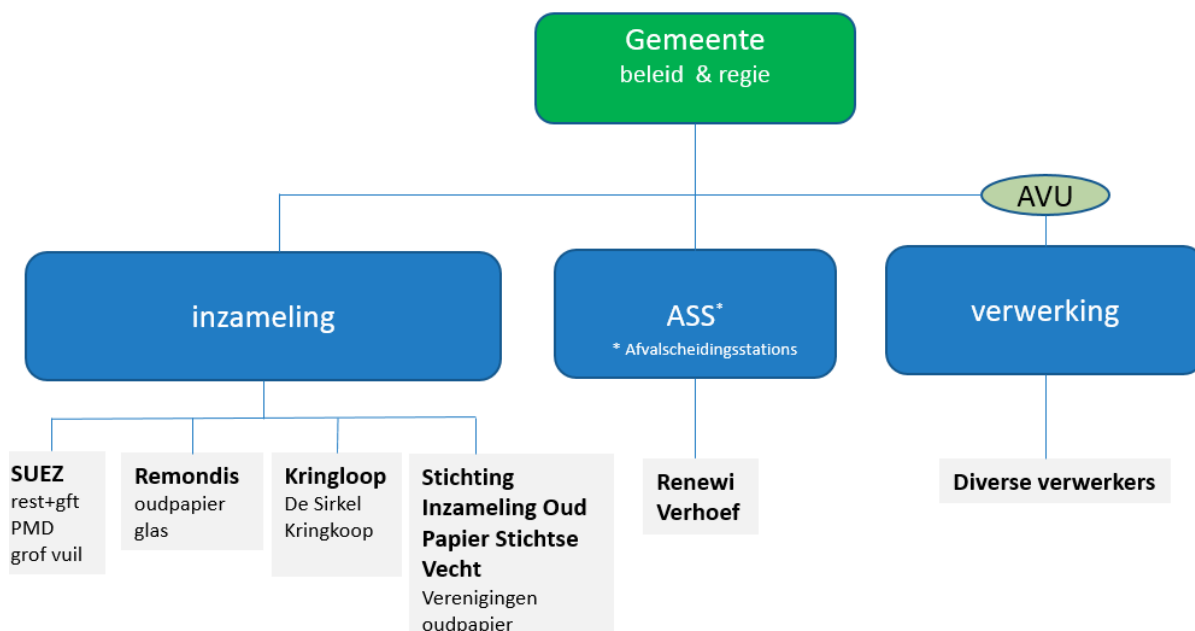 Gemeente
beleid & regie
AVU
inzameling
ASS*
* Afvalscheidingsstations
verwerking
SUEZ
rest+gft
PMD
grof vuil
Remondis
oudpapier
glas
Kringloop
De Sirkel
Kringkoop
Stichting
Inzameling Oud
Papier Stichtse
Vecht
Verenigingen
oudpapier
Renewi
Verhoef
Diverse verwerkers